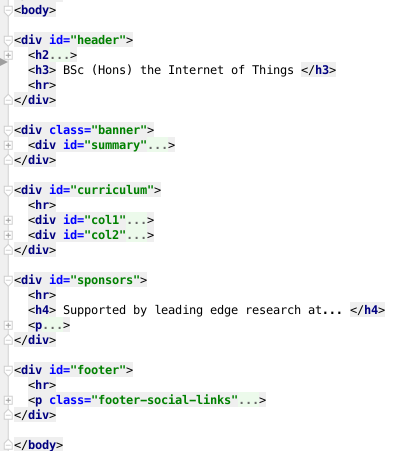 <body>
<div id="header">
<h2...>
<h3> BSc (Hons) the Internet of Things </h3>
<hr>
</div>
<div class="banner">
<div id="summary"...>
</div>
<div id="curriculum">
<hr>
<div id="col1"...>
<div id="col2"...>
</div>
<div id="sponsors">
<hr>
<h4> Supported by leading edge research at... </h4>
<p...>
</div>
<div id="footer">
<hr>
<p class="footer-social-links"...>
</div>
</body>